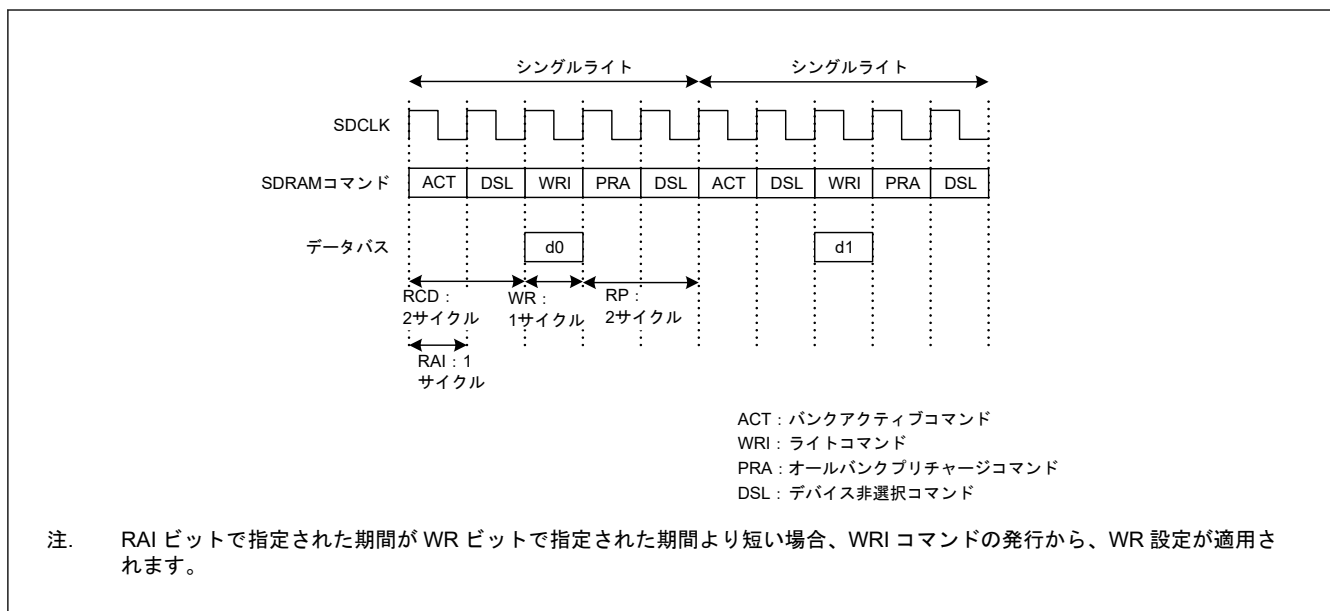 シングルライト シングルライト
SDCLK
SDRAMコマンド ACT DSL WRI PRA DSL ACT DSL WRI PRA DSL
データバス d0 d1
RCD： WR： RP：
2サイクル 1サイクル 2サイクル
RAI：1
サイクル
ACT：バンクアクティブコマンド
WRI：ライトコマンド
PRA：オールバンクプリチャージコマンド
DSL：デバイス非選択コマンド
注. RAI ビットで指定された期間が WR ビットで指定された期間より短い場合、WRI コマンドの発行から、WR 設定が適用さ
れます。